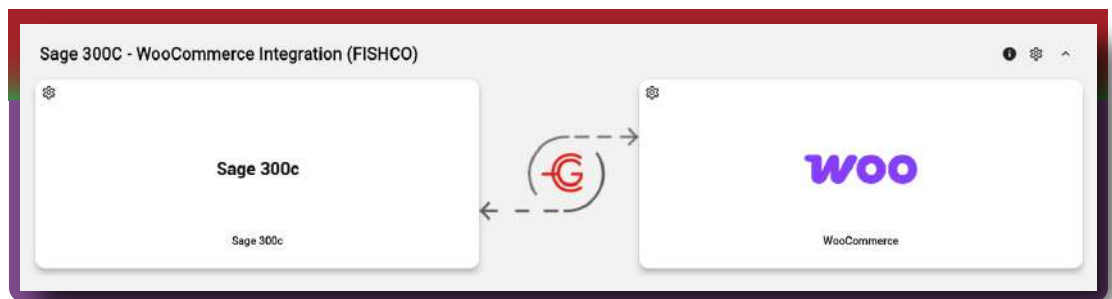 Sage 300C - WooCommerce Integration (FISHCO)
Sage 300c
Woo
Sage 300c
WooCommerce